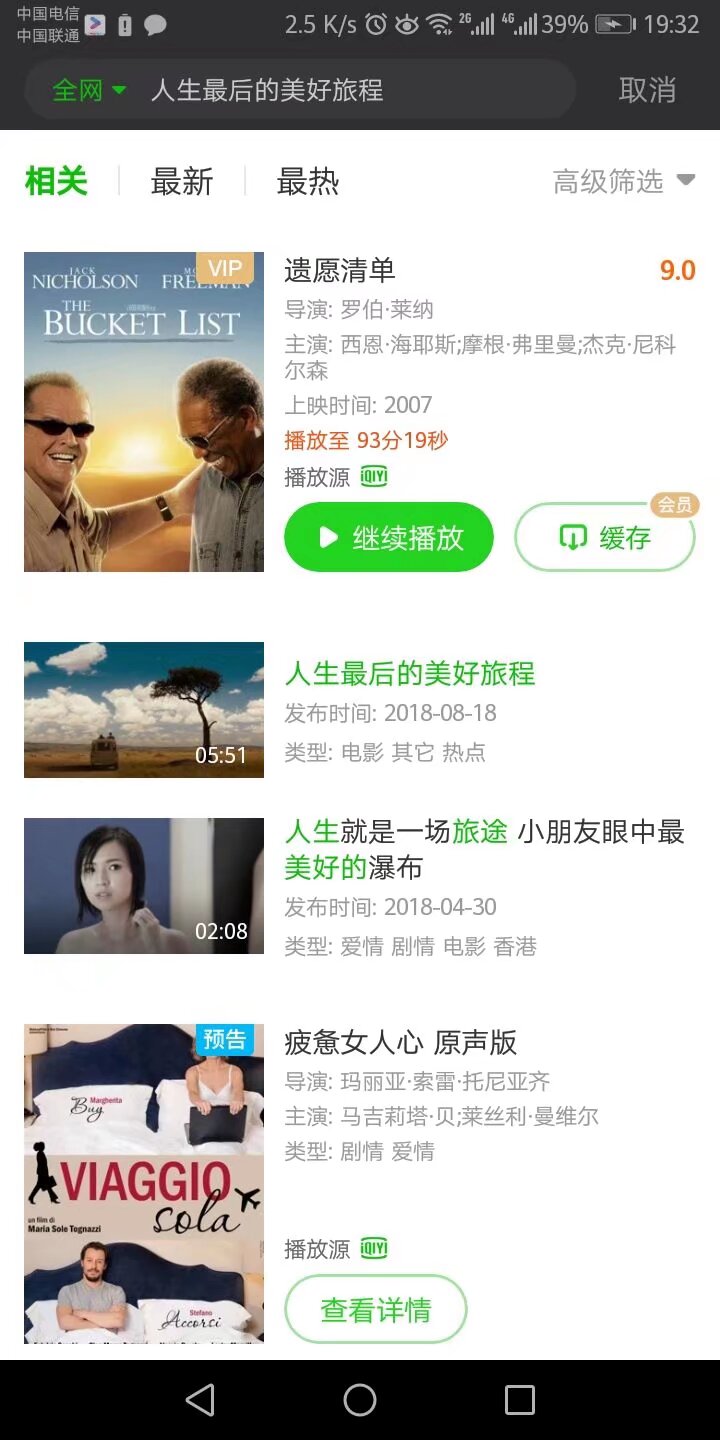 中国电信
中国联通
2.5 K/s
2G
4G
39%
19:32
全网
人生最后的美好旅程
取消
相关
最新
最热
高级筛选
VIP
JACK
NICHOLSON
FREEMAN
THE
BUCKET LIST
遗愿清单
9.0
导演: 罗伯·莱纳
主演: 西恩·海耶斯;摩根·弗里曼;杰克·尼科
尔森
上映时间: 2007
播放至 93分19秒
播放源
iQIYI
继续播放
会员
缓存
05:51
人生最后的美好旅程
发布时间: 2018-08-18
类型: 电影 其它 热点
02:08
人生就是一场旅途 小朋友眼中最
美好的瀑布
发布时间: 2018-04-30
类型: 爱情 剧情 电影 香港
预告
Margherita
Buy
VIAGGIO
sola
un film di
Maria Sole Tognazzi
Stefano
Accorsi
疲惫女人心 原声版
导演: 玛丽亚·索雷·托尼亚齐
主演: 马吉莉塔·贝;莱丝利·曼维尔
类型: 剧情 爱情
播放源
iQIYI
查看详情